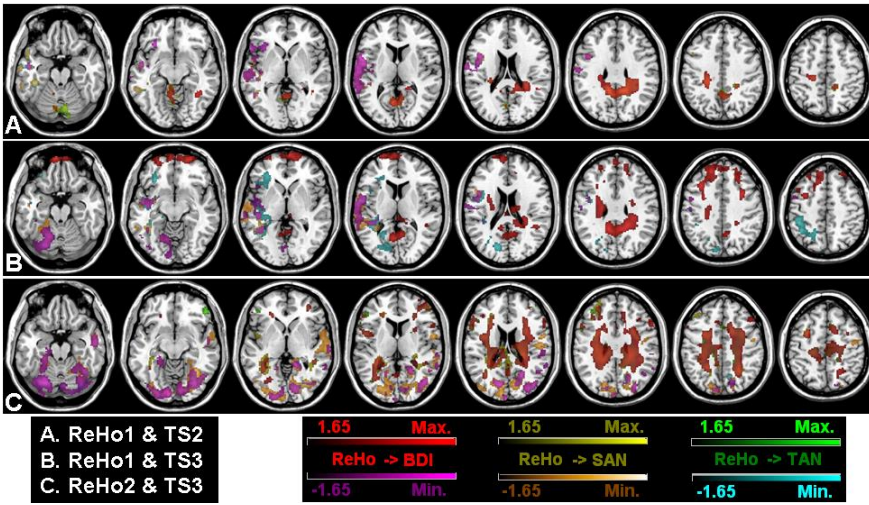 A
B
C
A. ReHo1 & TS2
B. ReHo1 & TS3
C. ReHo2 & TS3
1.65 Max.
ReHo -> BDI
-1.65 Min.
1.65 Max.
ReHo -> SAN
-1.65 Min.
1.65 Max.
ReHo -> TAN
-1.65 Min.